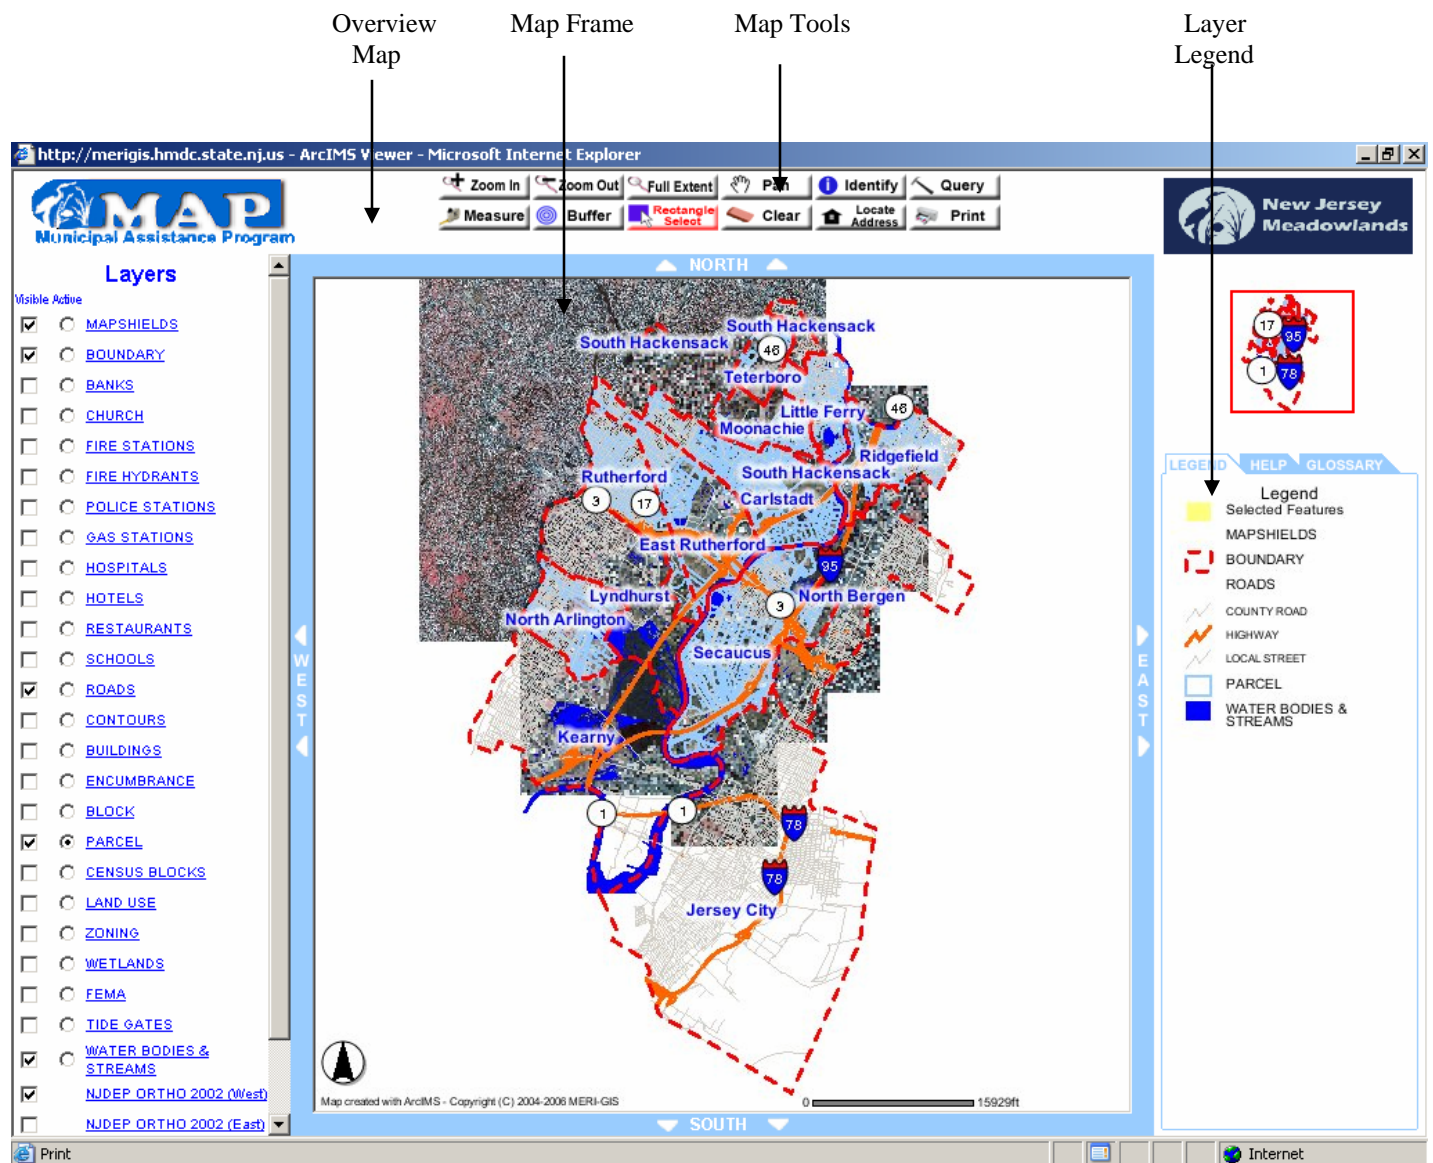 Overview
Map
Map Frame
Map Tools
Layer
Legend
http://merigis.hmdc.state.nj.us - ArcIMS Viewer - Microsoft Internet Explorer
MAP
Municipal Assistance Program
Zoom In
Zoom Out
Full Extent
Pan
Identify
Query
Measure
Buffer
Rectangle
Select
Clear
Locate
Address
Print
New Jersey
Meadowlands
Layers
Visible Active
MAPSHIELDS
BOUNDARY
BANKS
CHURCH
FIRE STATIONS
FIRE HYDRANTS
POLICE STATIONS
GAS STATIONS
HOSPITALS
HOTELS
RESTAURANTS
SCHOOLS
ROADS
CONTOURS
BUILDINGS
ENCUMBRANCE
BLOCK
PARCEL
CENSUS BLOCKS
LAND USE
ZONING
WETLANDS
FEMA
TIDE GATES
WATER BODIES &
STREAMS
NJDEP ORTHO 2002 (West)
NJDEP ORTHO 2002 (East)
NORTH
WEST
EAST
SOUTH
South Hackensack
South Hackensack
46
Teterboro
Little Ferry
46
Moonachie
Ridgefield
South Hackensack
Rutherford
Carlstadt
3
17
East Rutherford
95
Lyndhurst
North Bergen
3
North Arlington
Secaucus
Kearny
1
1
78
78
Jersey City
Map created with ArcIMS - Copyright (C) 2004-2006 MERI-GIS
0
15929ft
17
95
1
78
LEGEND
HELP
GLOSSARY
Legend
Selected Features
MAPSHIELDS
BOUNDARY
ROADS
COUNTY ROAD
HIGHWAY
LOCAL STREET
PARCEL
WATER BODIES &
STREAMS
Print
Internet